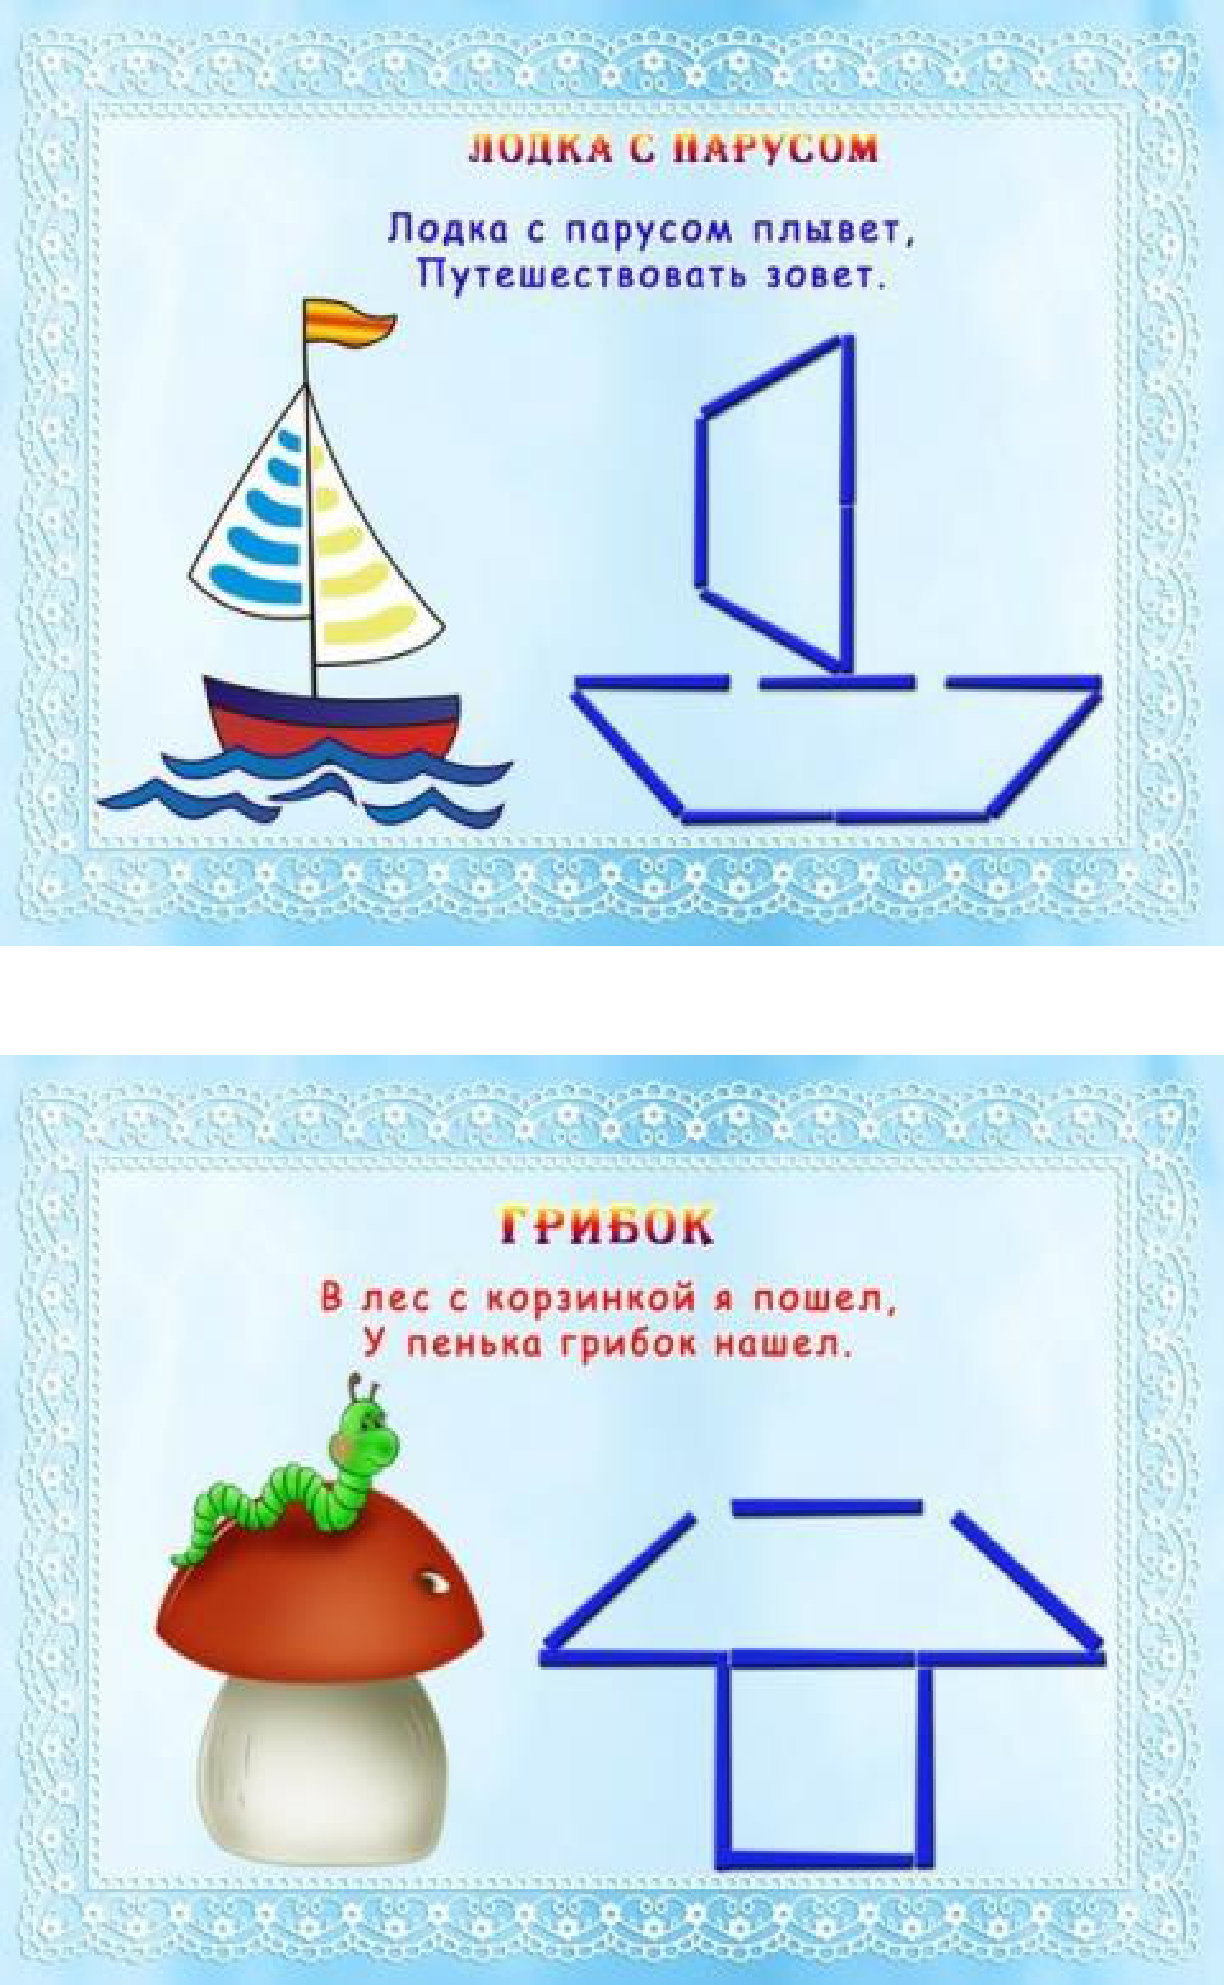 ЛОДКА С ПАРУСОМ
Лодка с парусом плывет,
Путешествовать зовет.
ГРИБОК
В лес с корзинкой я пошел,
У пенька грибок нашел.